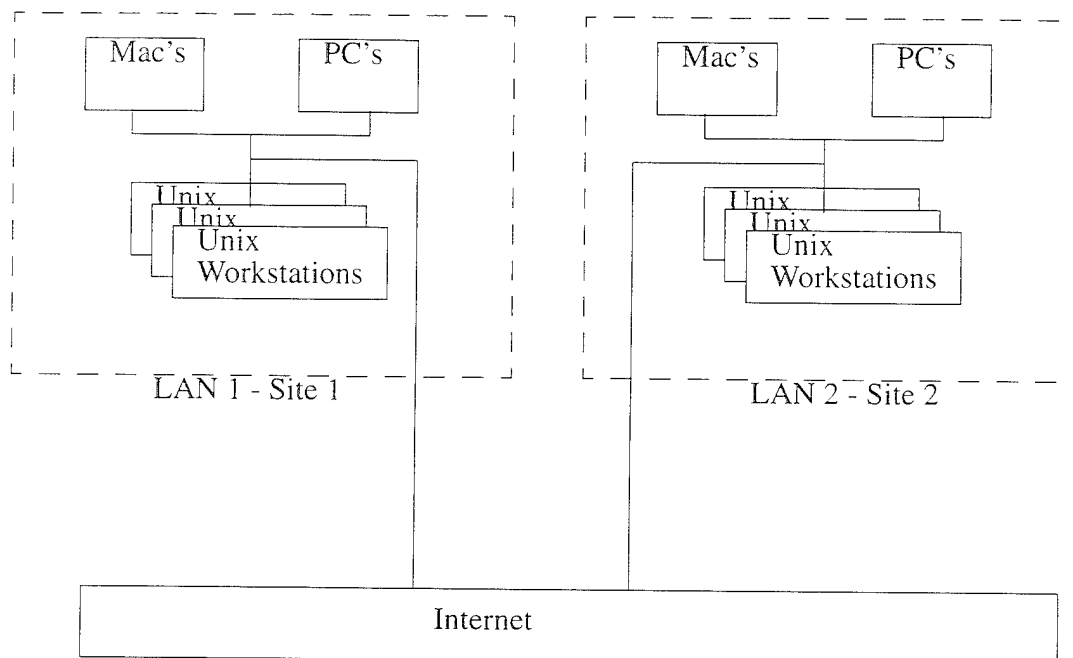 Mac's
PC's
Unix
Unix
Unix
Workstations
LAN 1 - Site 1
Mac's
PC's
Unix
Unix
Unix
Workstations
LAN 2 - Site 2
Internet